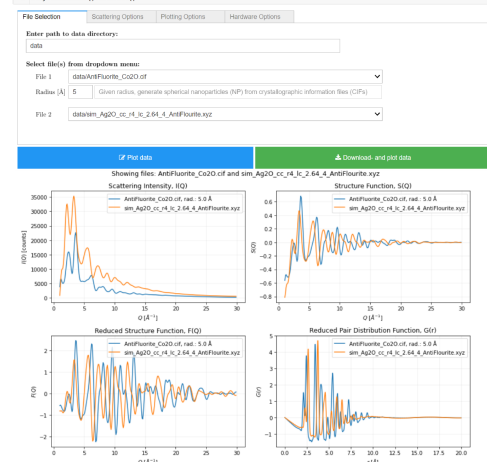 File Selection Scattering Options Plotting Options Hardware Options
Enter path to data directory:
data
Select file(s) from dropdown menu:
File 1 data/AntiFluorite_Co2O.cif
Radius [Å] 5 Given radius, generate spherical nanoparticles (NP) from crystallographic information files (CIFs)
File 2 data/sim_Ag2O_cc_r4_lc_2.64_4_AntiFlourite.xyz
Plot data Download- and plot data
Showing files: AntiFluorite_Co2O.cif and sim_Ag2O_cc_r4_lc_2.64_4_AntiFlourite.xyz
Scattering Intensity, I(Q)
I(Q) [counts]
35000
30000
25000
20000
15000
10000
5000
0
AntiFluorite_Co2O.cif, rad.: 5.0 Å
sim_Ag2O_cc_r4_lc_2.64_4_AntiFlourite.xyz
0 5 10 15 20 25 30
Q [Å⁻¹]
Structure Function, S(Q)
S(Q)
0.6
0.4
0.2
0.0
−0.2
−0.4
−0.6
−0.8
AntiFluorite_Co2O.cif, rad.: 5.0 Å
sim_Ag2O_cc_r4_lc_2.64_4_AntiFlourite.xyz
0 5 10 15 20 25 30
Q [Å⁻¹]
Reduced Structure Function, F(Q)
F(Q)
2
1
0
−1
−2
AntiFluorite_Co2O.cif, rad.: 5.0 Å
sim_Ag2O_cc_r4_lc_2.64_4_AntiFlourite.xyz
0 5 10 15 20 25 30
Reduced Pair Distribution Function, G(r)
G(r)
5
4
3
2
1
0
−1
AntiFluorite_Co2O.cif, rad.: 5.0 Å
sim_Ag2O_cc_r4_lc_2.64_4_AntiFlourite.xyz
0.0 2.5 5.0 7.5 10.0 12.5 15.0 17.5 20.0